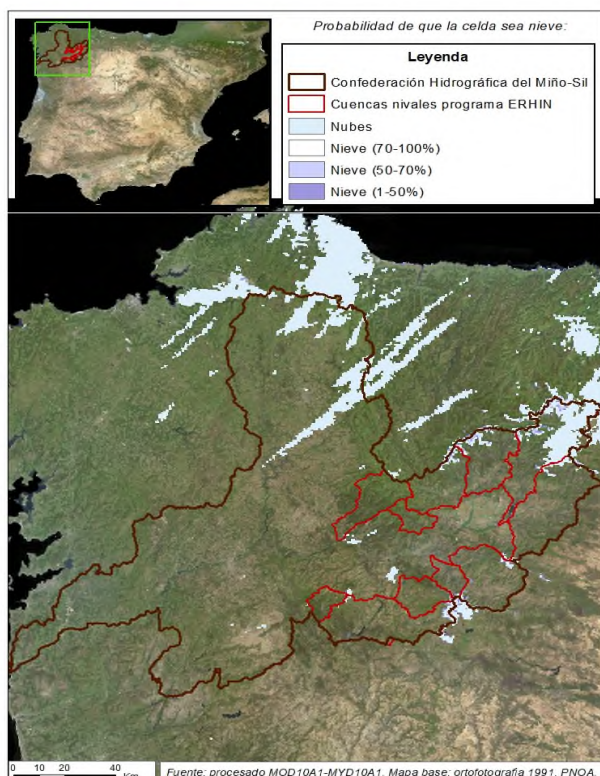 Probabilidad de que la celda sea nieve:
Leyenda
Confederación Hidrográfica del Miño-Sil
Cuencas nivales programa ERHIN
Nubes
Nieve (70-100%)
Nieve (50-70%)
Nieve (1-50%)
0 10 20 40
Km
Fuente: procesado MOD10A1-MYD10A1. Mapa base: ortofotografía 1991. PNOA